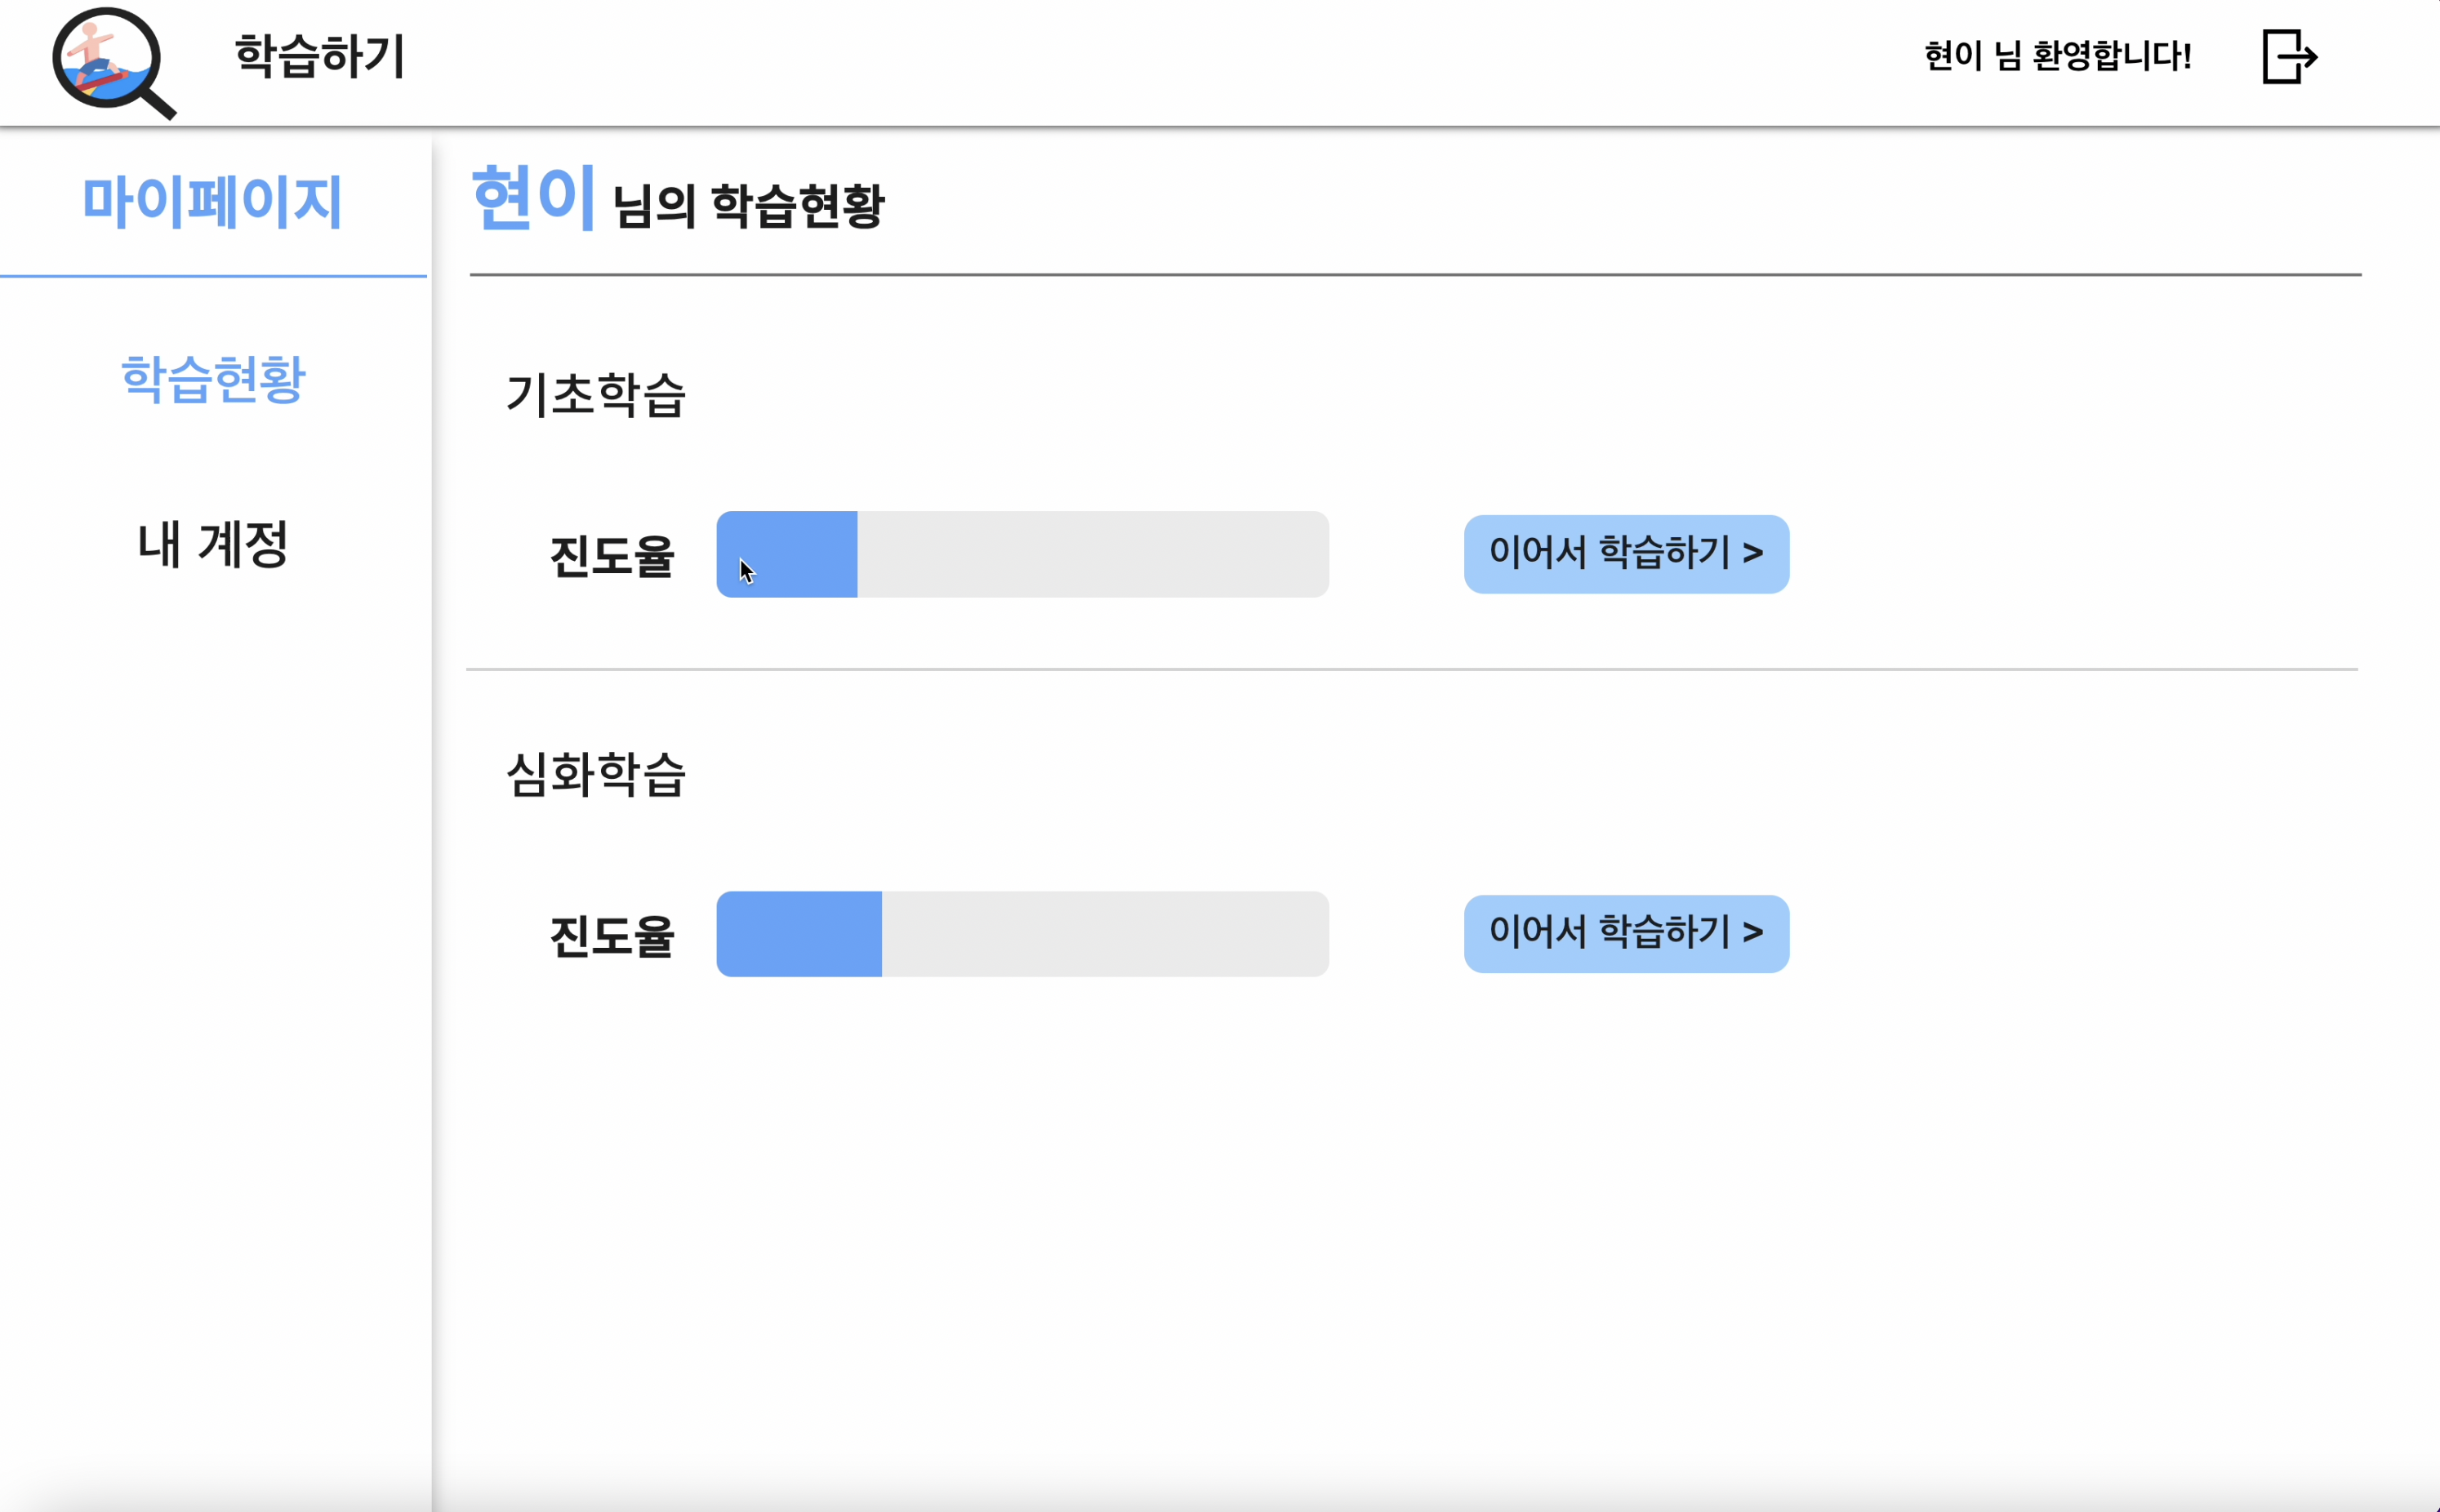 학습하기
현이 님 환영합니다!
마이페이지
학습현황
내 계정
현이 님의 학습현황
기초학습
진도율
이어서 학습하기 >
심화학습
진도율
이어서 학습하기 >